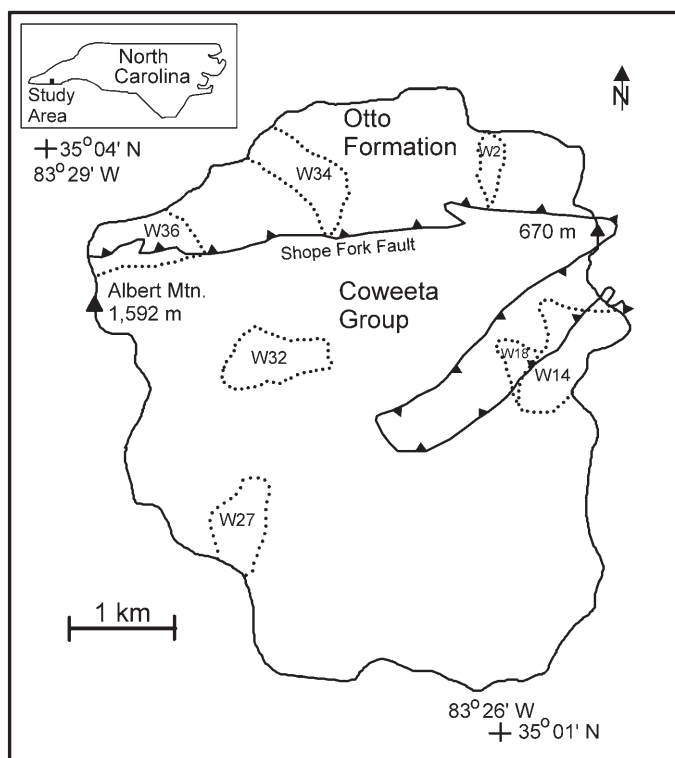 North
Carolina
Study
Area
N
35° 04' N
83° 29' W
Otto
Formation
W2
W34
W36
670 m
Shope Fork Fault
Albert Mtn.
1,592 m
Coweeta
Group
W32
W18
W14
W27
1 km
83° 26' W
35° 01' N